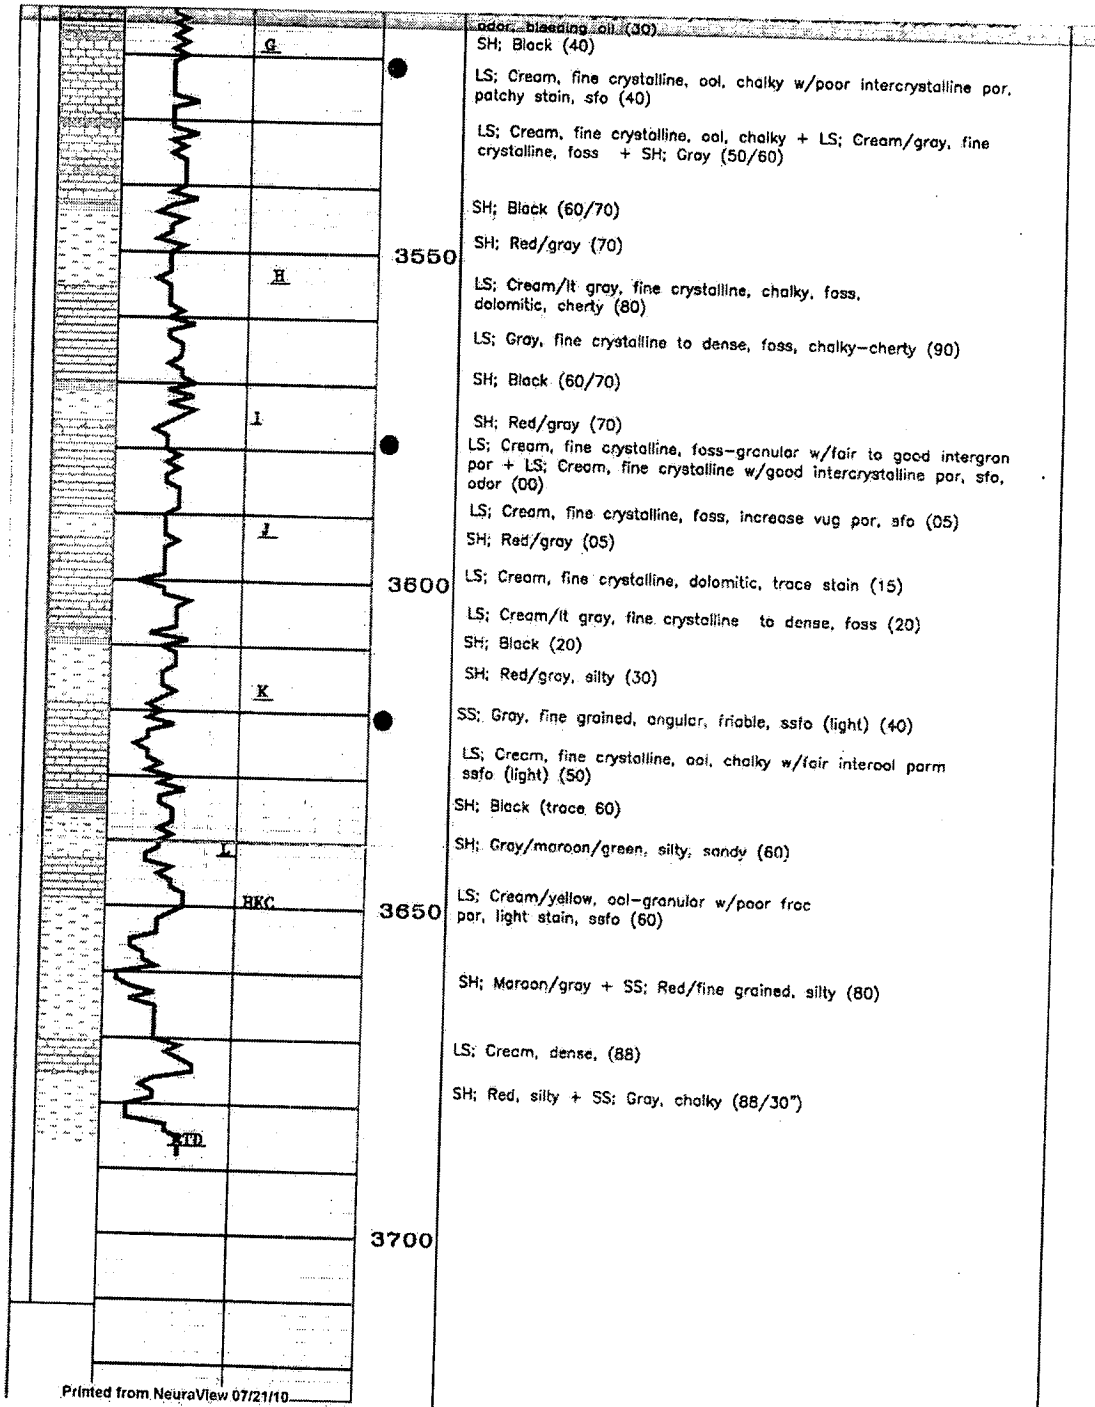 odor, bleeding oil (30)
G
SH; Black (40)
LS; Cream, fine crystalline, ool, chalky w/poor intercrystalline por,
patchy stain, sfo (40)
LS; Cream, fine crystalline, ool, chalky + LS; Cream/gray, fine
crystalline, foss + SH; Gray (50/60)
SH; Black (60/70)
SH; Red/gray (70)
3550
H
LS; Cream/lt gray, fine crystalline, chalky, foss,
dolomitic, cherty (80)
LS; Gray, fine crystalline to dense, foss, chalky-cherty (90)
SH; Black (60/70)
I
SH; Red/gray (70)
LS; Cream, fine crystalline, foss-granular w/fair to good intergran
por + LS; Cream, fine crystalline w/good intercrystalline por, sfo,
odor (00)
LS; Cream, fine crystalline, foss, increase vug por, sfo (05)
J
SH; Red/gray (05)
3600
LS; Cream, fine crystalline, dolomitic, trace stain (15)
LS; Cream/lt gray, fine crystalline to dense, foss (20)
SH; Black (20)
SH; Red/gray, silty (30)
K
SS; Gray, fine grained, angular, friable, ssfo (light) (40)
LS; Cream, fine crystalline, ool, chalky w/fair interool porm
ssfo (light) (50)
SH; Black (trace 60)
L
SH; Gray/maroon/green, silty, sandy (60)
BKC
3650
LS; Cream/yellow, ool-granular w/poor frac
por, light stain, ssfo (60)
SH; Maroon/gray + SS; Red/fine grained, silty (80)
LS; Cream, dense, (88)
SH; Red, silty + SS; Gray, chalky (88/30")
RTD
3700
Printed from NeuraView 07/21/10